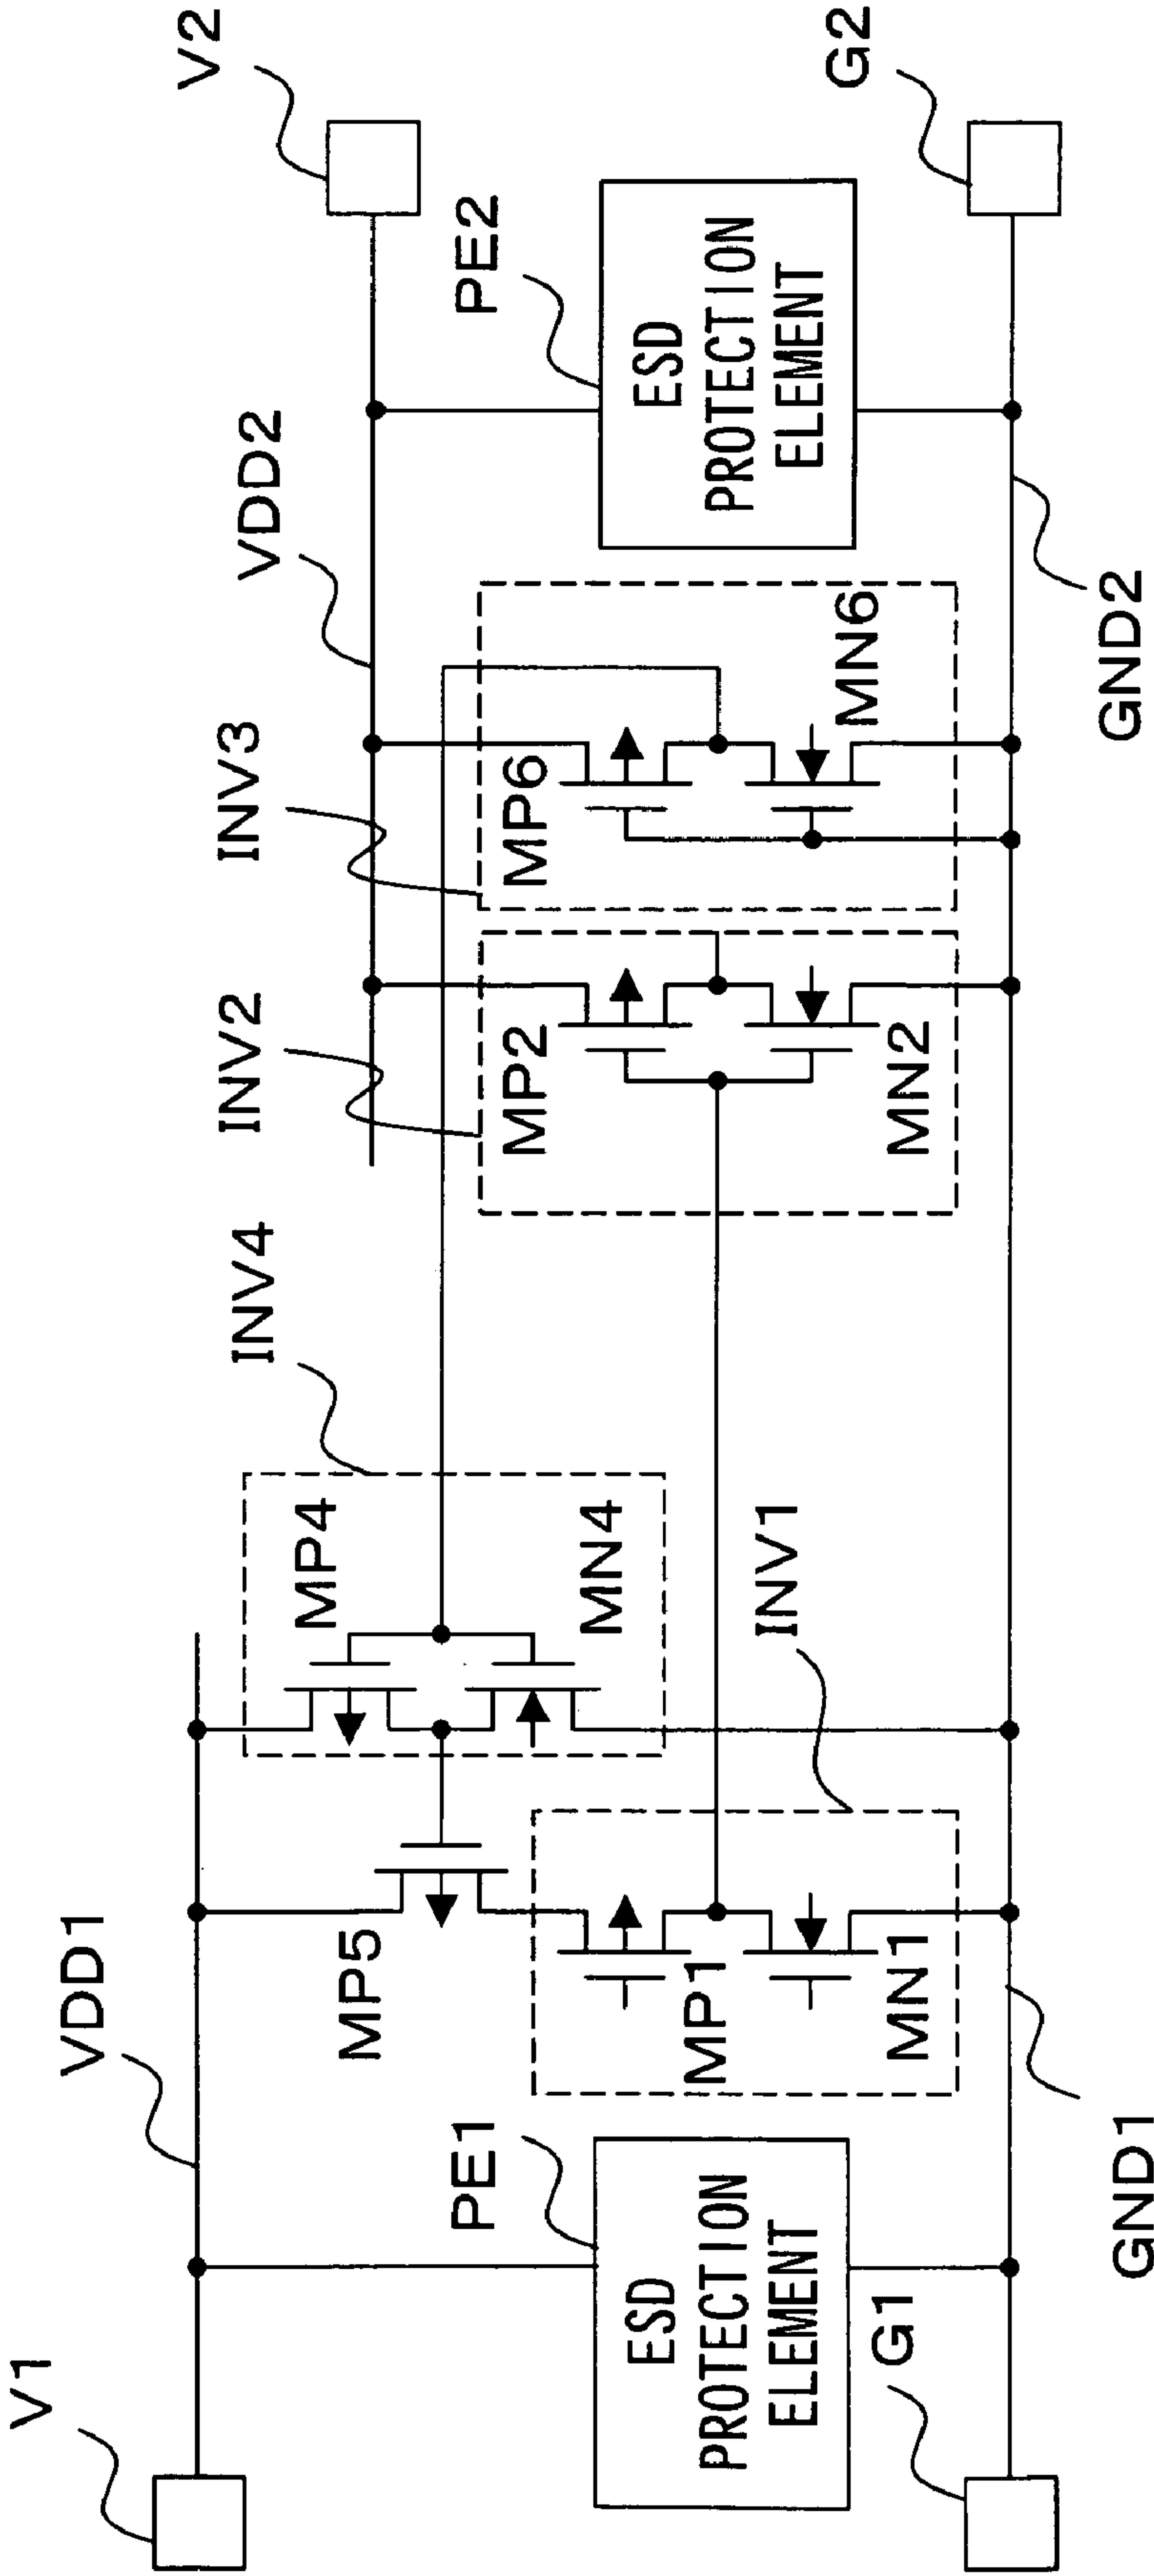 V1
VDD1
MP5
INV4
MP4
MN4
PE1
ESD
PROTECTION
ELEMENT
INV1
MP1
MN1
G1
GND1
INV2
MP2
MN2
INV3
MP6
MN6
VDD2
PE2
ESD
PROTECTION
ELEMENT
V2
G2
GND2